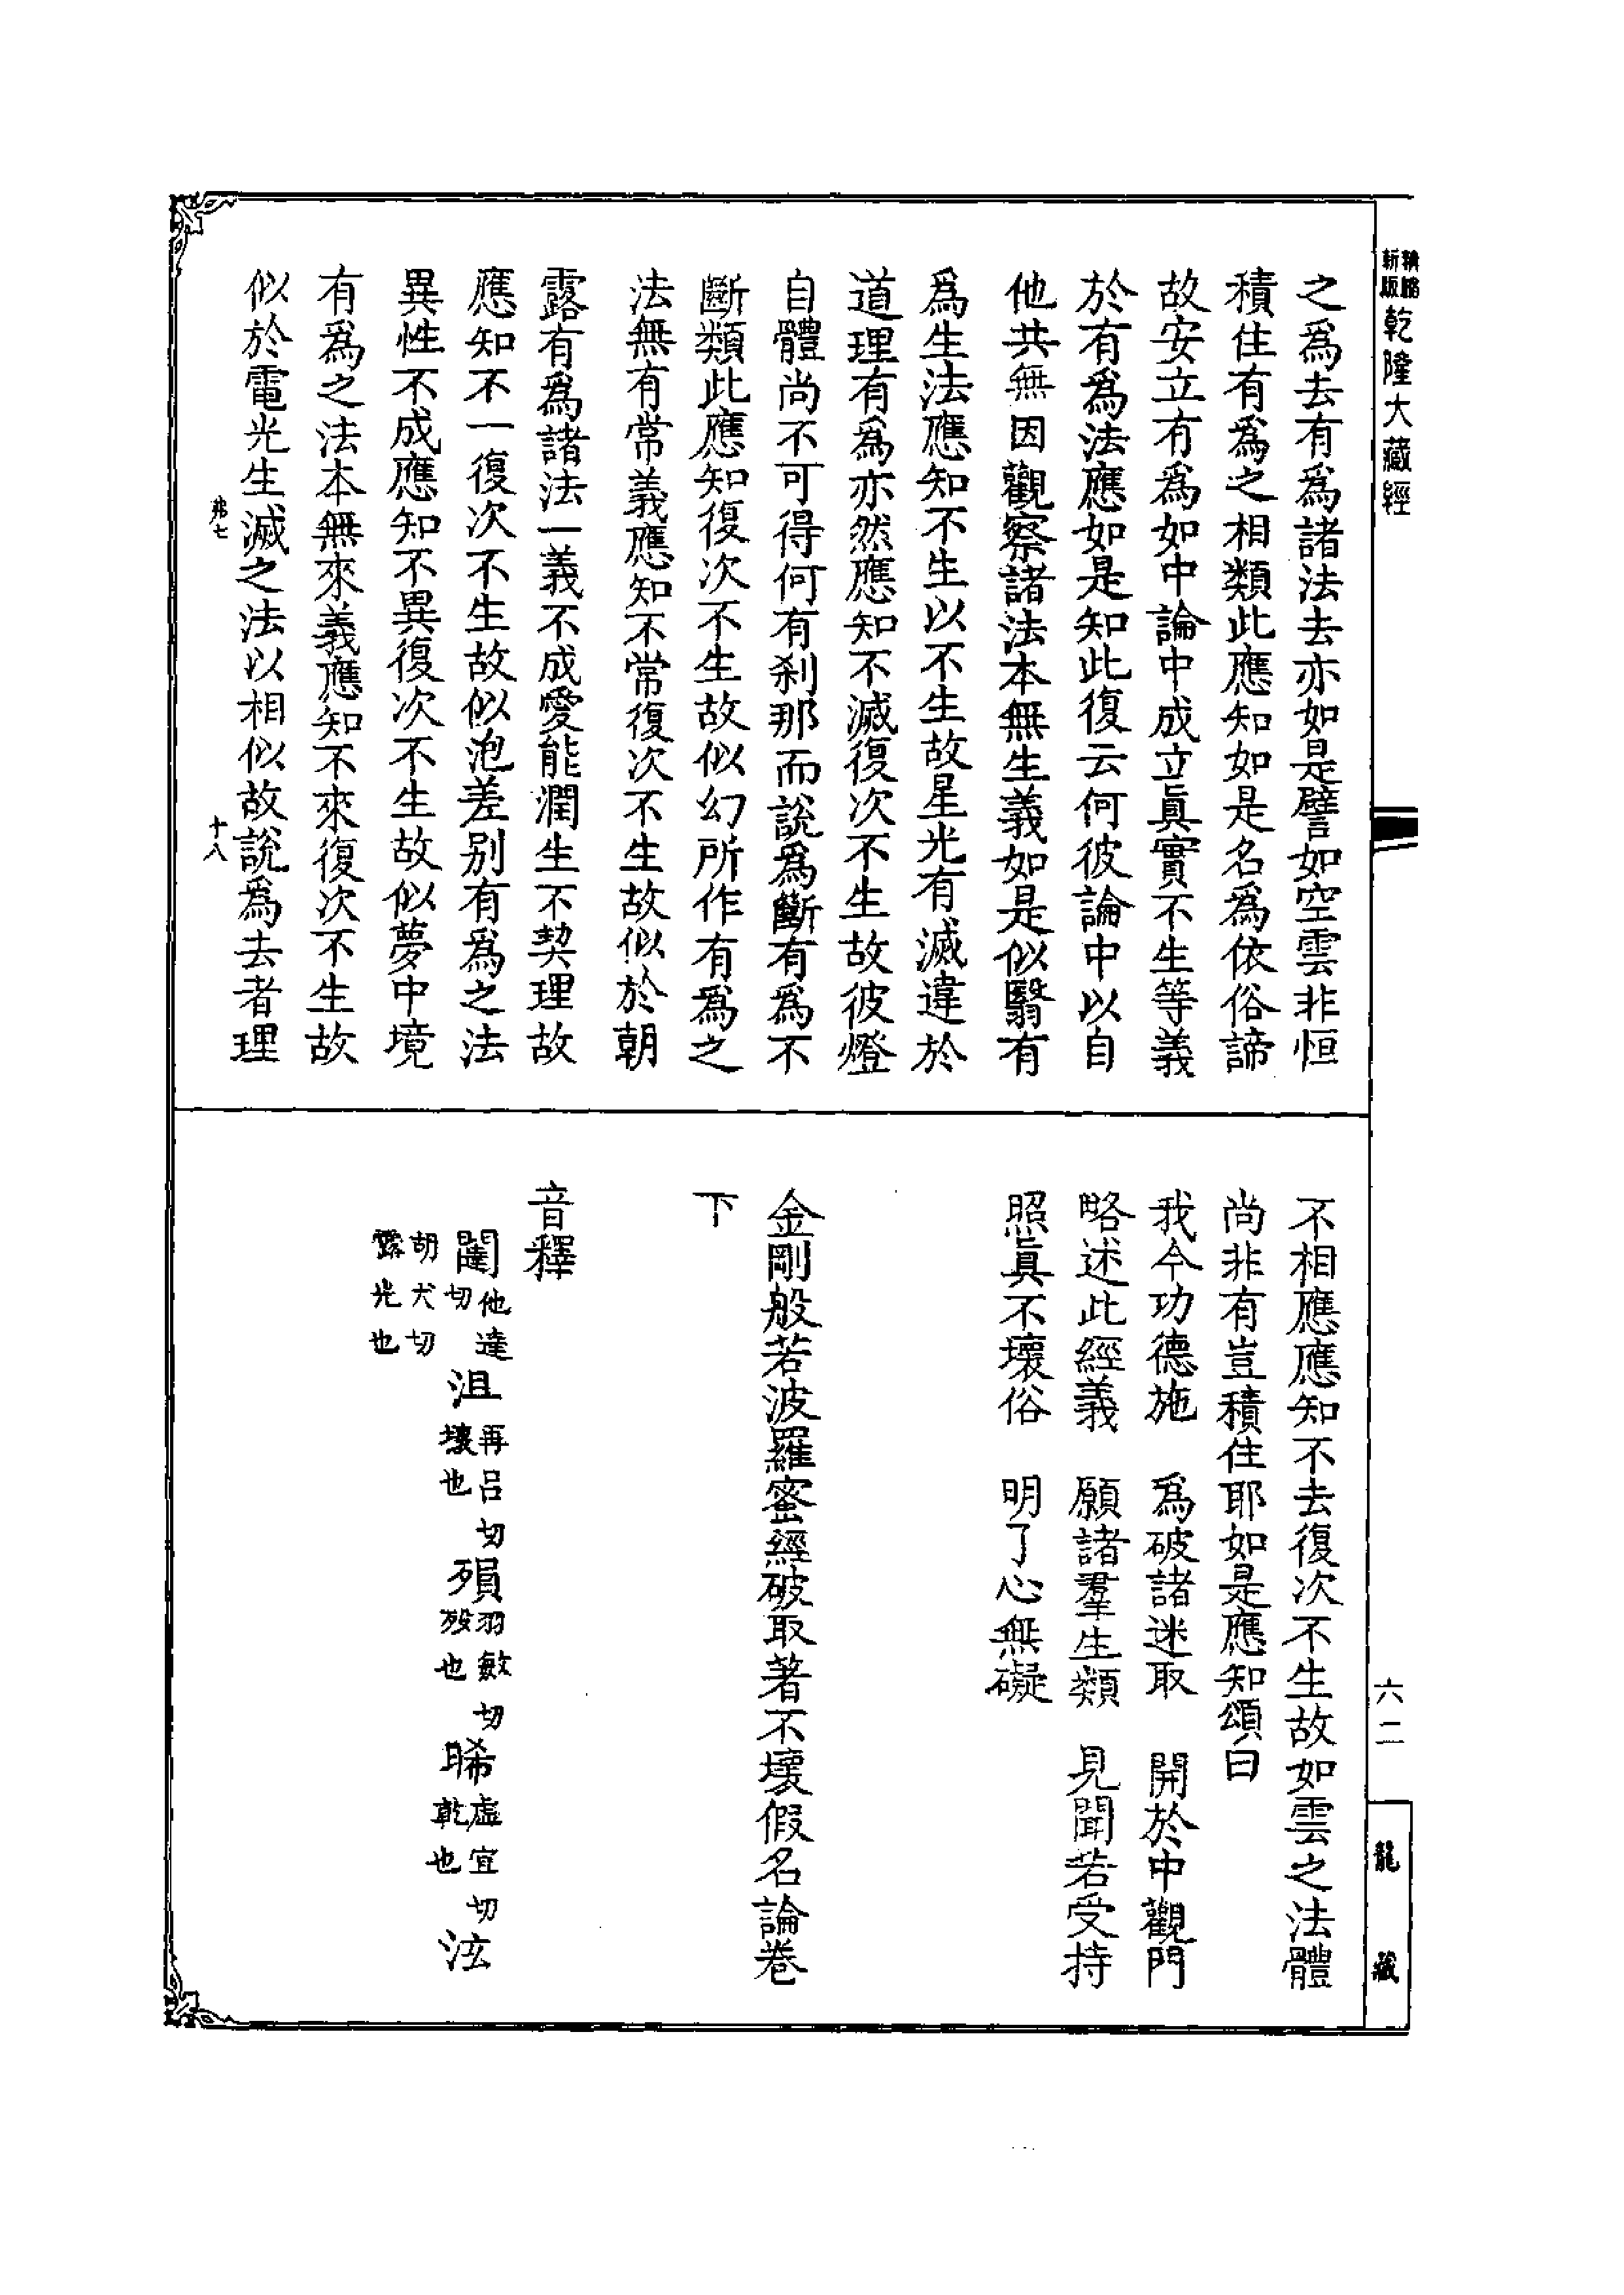 新版
乾隆大藏經
之爲去有爲諸法去亦如是譬如空雲非恒
積住有爲之相類此應知如是名爲依俗諦
故安立有爲如中論中成立眞實不生等義
於有爲法應如是知此復云何彼論中以自
他共無因觀察諸法本無生義如是似翳有
爲生法應知不生以不生故星光有滅違於
道理有爲亦然應知不滅復次不生故彼燈
自體尚不可得何有刹那而說爲斷有爲不
斷類此應知復次不生故似幻所作有爲之
法無有常義應知不常復次不生故似於朝
露有爲諸法一義不成愛能潤生不契理故
應知不一復次不生故似泡差別有爲之法
異性不成應知不異復次不生故似夢中境
有爲之法本無來義應知不來復次不生故
似於電光生滅之法以相似故說爲去者理
弗七 十八
不相應應知不去復次不生故如雲之法體
尚非有豈積住耶如是應知頌曰
我今功德施 爲破諸迷取 開於中觀門
略述此經義 願諸羣生類 見聞若受持
照眞不壞俗 明了心無礙
金剛般若波羅蜜經破取著不壞假名論卷
下
音釋
闥他達切 沮再呂切壞也 殞羽敏切歿也 晞虛宜切乾也 泫
胡犬切露光也
六二
龍藏